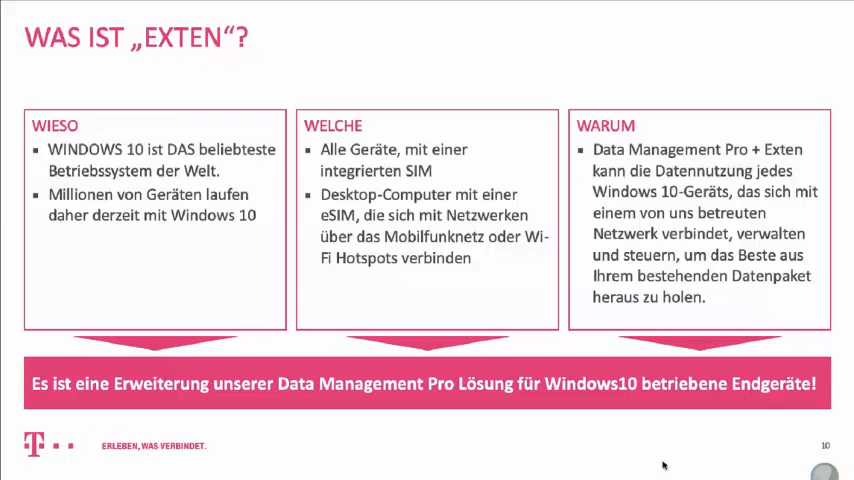 WAS IST „EXTEN“?
WIESO
▪ WINDOWS 10 ist DAS beliebteste
Betriebssystem der Welt.
▪ Millionen von Geräten laufen
daher derzeit mit Windows 10
WELCHE
▪ Alle Geräte, mit einer
integrierten SIM
▪ Desktop-Computer mit einer
eSIM, die sich mit Netzwerken
über das Mobilfunknetz oder Wi-
Fi Hotspots verbinden
WARUM
▪ Data Management Pro + Exten
kann die Datennutzung jedes
Windows 10-Geräts, das sich mit
einem von uns betreuten
Netzwerk verbindet, verwalten
und steuern, um das Beste aus
Ihrem bestehenden Datenpaket
heraus zu holen.
Es ist eine Erweiterung unserer Data Management Pro Lösung für Windows10 betriebene Endgeräte!
T
ERLEBEN, WAS VERBINDET.
10